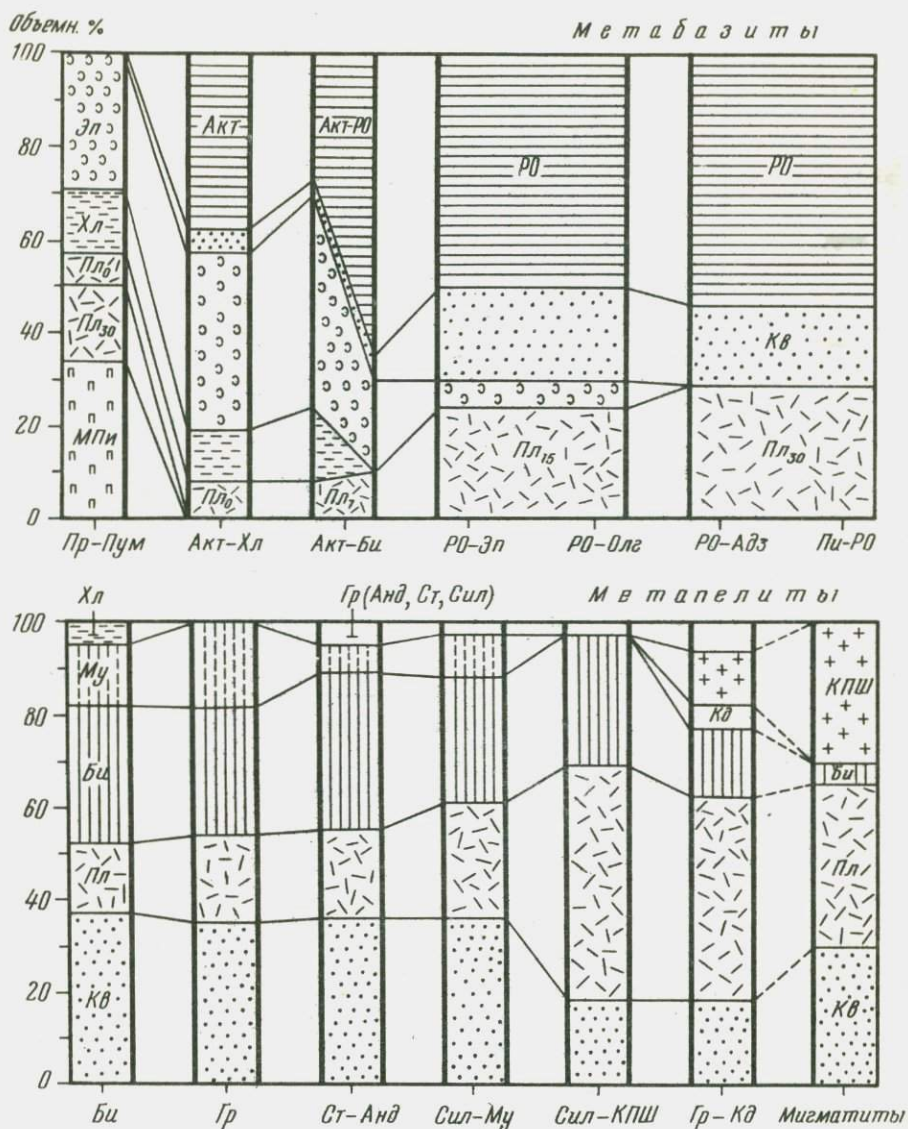 Объемн. %
Метабазиты
100
80
60
40
20
0
Эп
Хл
Пл₀
Пл₃₀
МПи
Акт
Пл₀
Акт-РО
Пл₇
РО
Пл₁₅
РО
Кв
Пл₃₀
Пр-Пум Акт-Хл Акт-Би РО-Эп РО-Олг РО-Адз Пи-РО
Хл
Гр (Анд, Ст, Сил)
Метапелиты
100
80
60
40
20
0
Му
Би
Пл
Кв
Кд
КПШ
Би
Пл
Кв
Би Гр Ст-Анд Сил-Му Сил-КПШ Гр-Кд Мигматиты